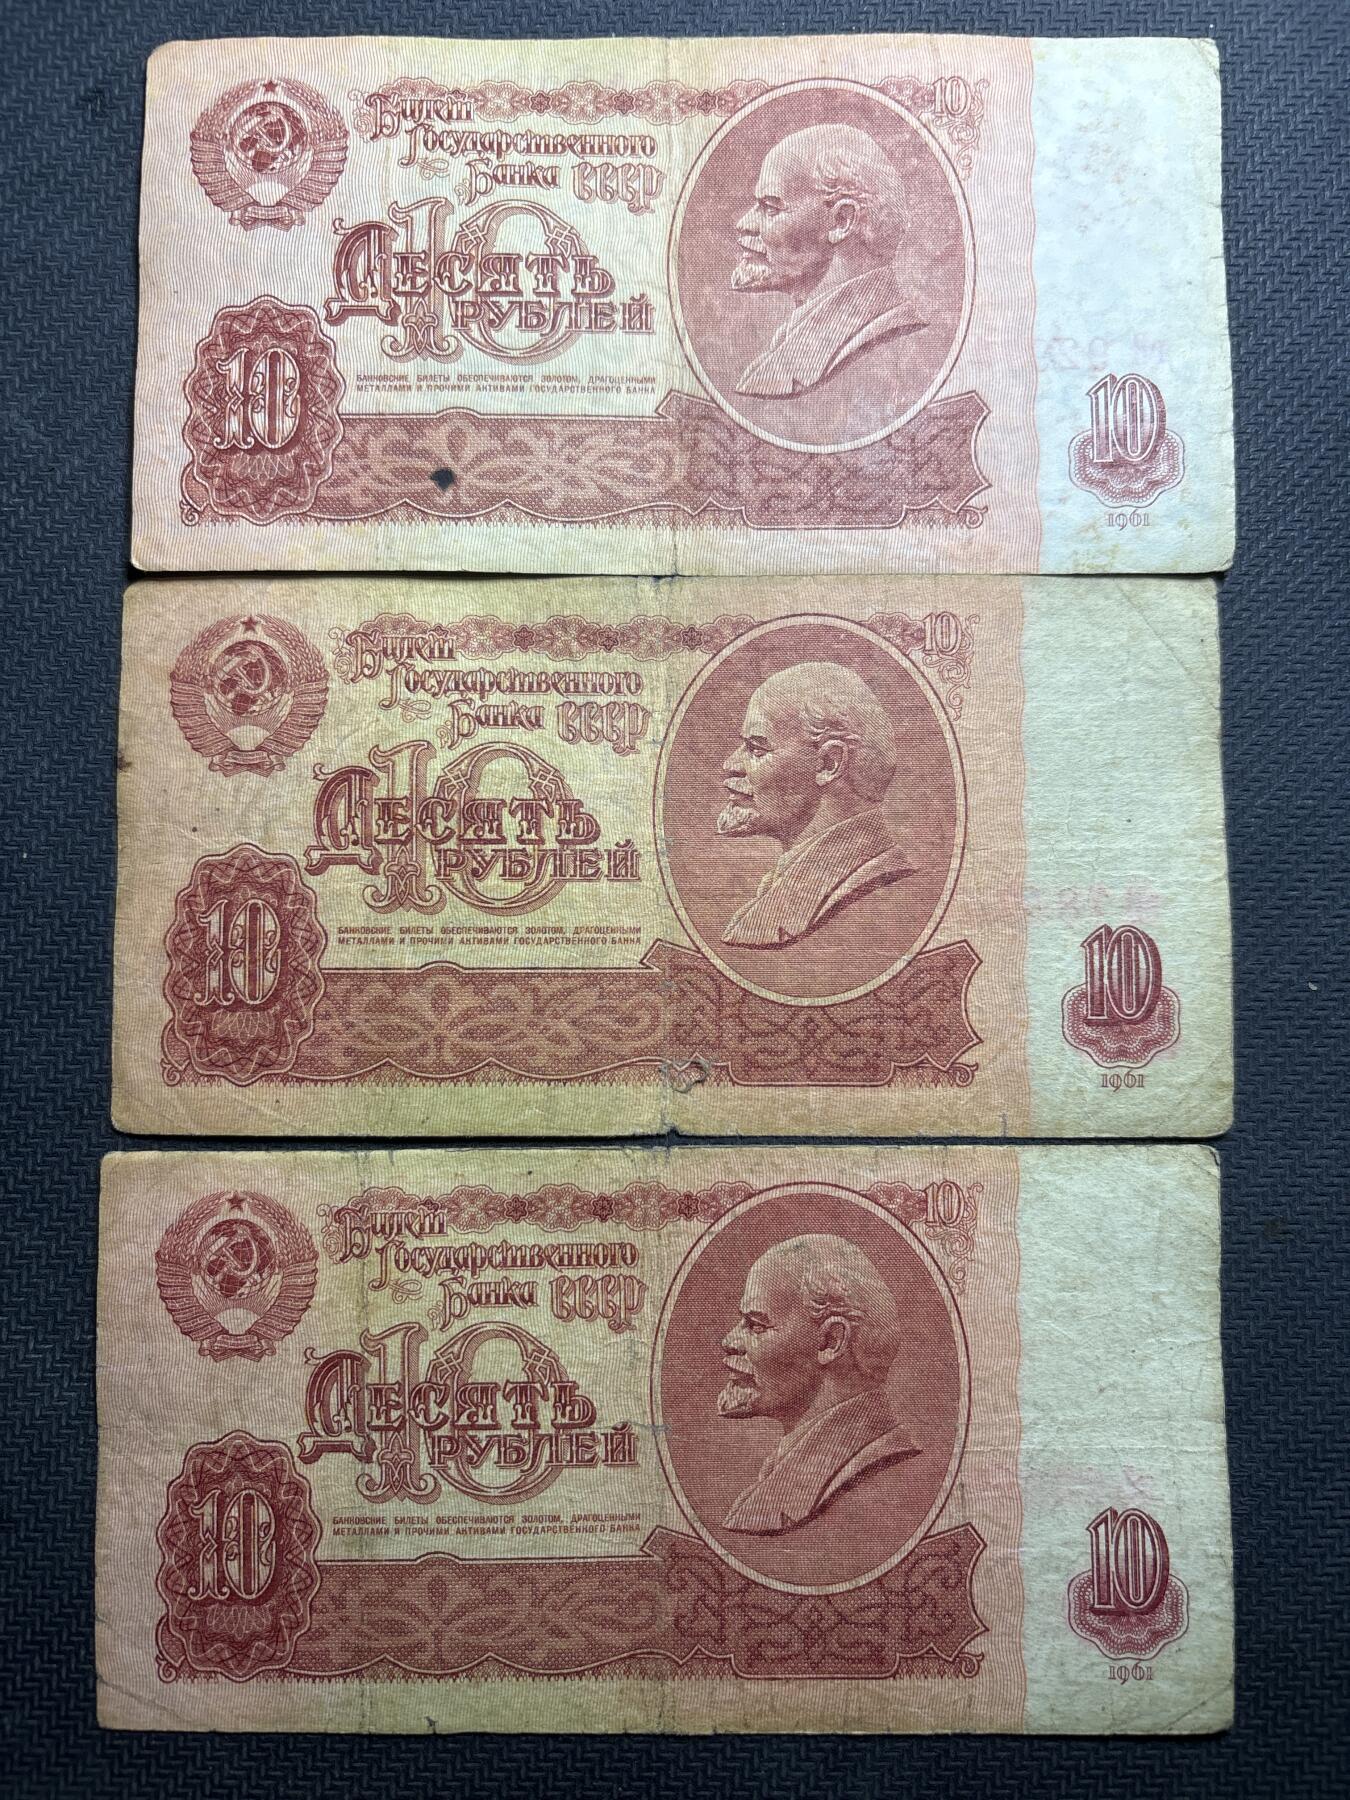 Билет
10
Государственного
Банка СССР
10
Десять
рублей
10
БАНКОВСКИЕ БИЛЕТЫ ОБЕСПЕЧИВАЮТСЯ ЗОЛОТОМ, ДРАГОЦЕННЫМИ
МЕТАЛЛАМИ И ПРОЧИМИ АКТИВАМИ ГОСУДАРСТВЕННОГО БАНКА
10
1961
Билет
10
Государственного
Банка СССР
10
Десять
рублей
10
БАНКОВСКИЕ БИЛЕТЫ ОБЕСПЕЧИВАЮТСЯ ЗОЛОТОМ, ДРАГОЦЕННЫМИ
МЕТАЛЛАМИ И ПРОЧИМИ АКТИВАМИ ГОСУДАРСТВЕННОГО БАНКА
10
1961
Билет
10
Государственного
Банка СССР
10
Десять
рублей
10
БАНКОВСКИЕ БИЛЕТЫ ОБЕСПЕЧИВАЮТСЯ ЗОЛОТОМ, ДРАГОЦЕННЫМИ
МЕТАЛЛАМИ И ПРОЧИМИ АКТИВАМИ ГОСУДАРСТВЕННОГО БАНКА
10
1961